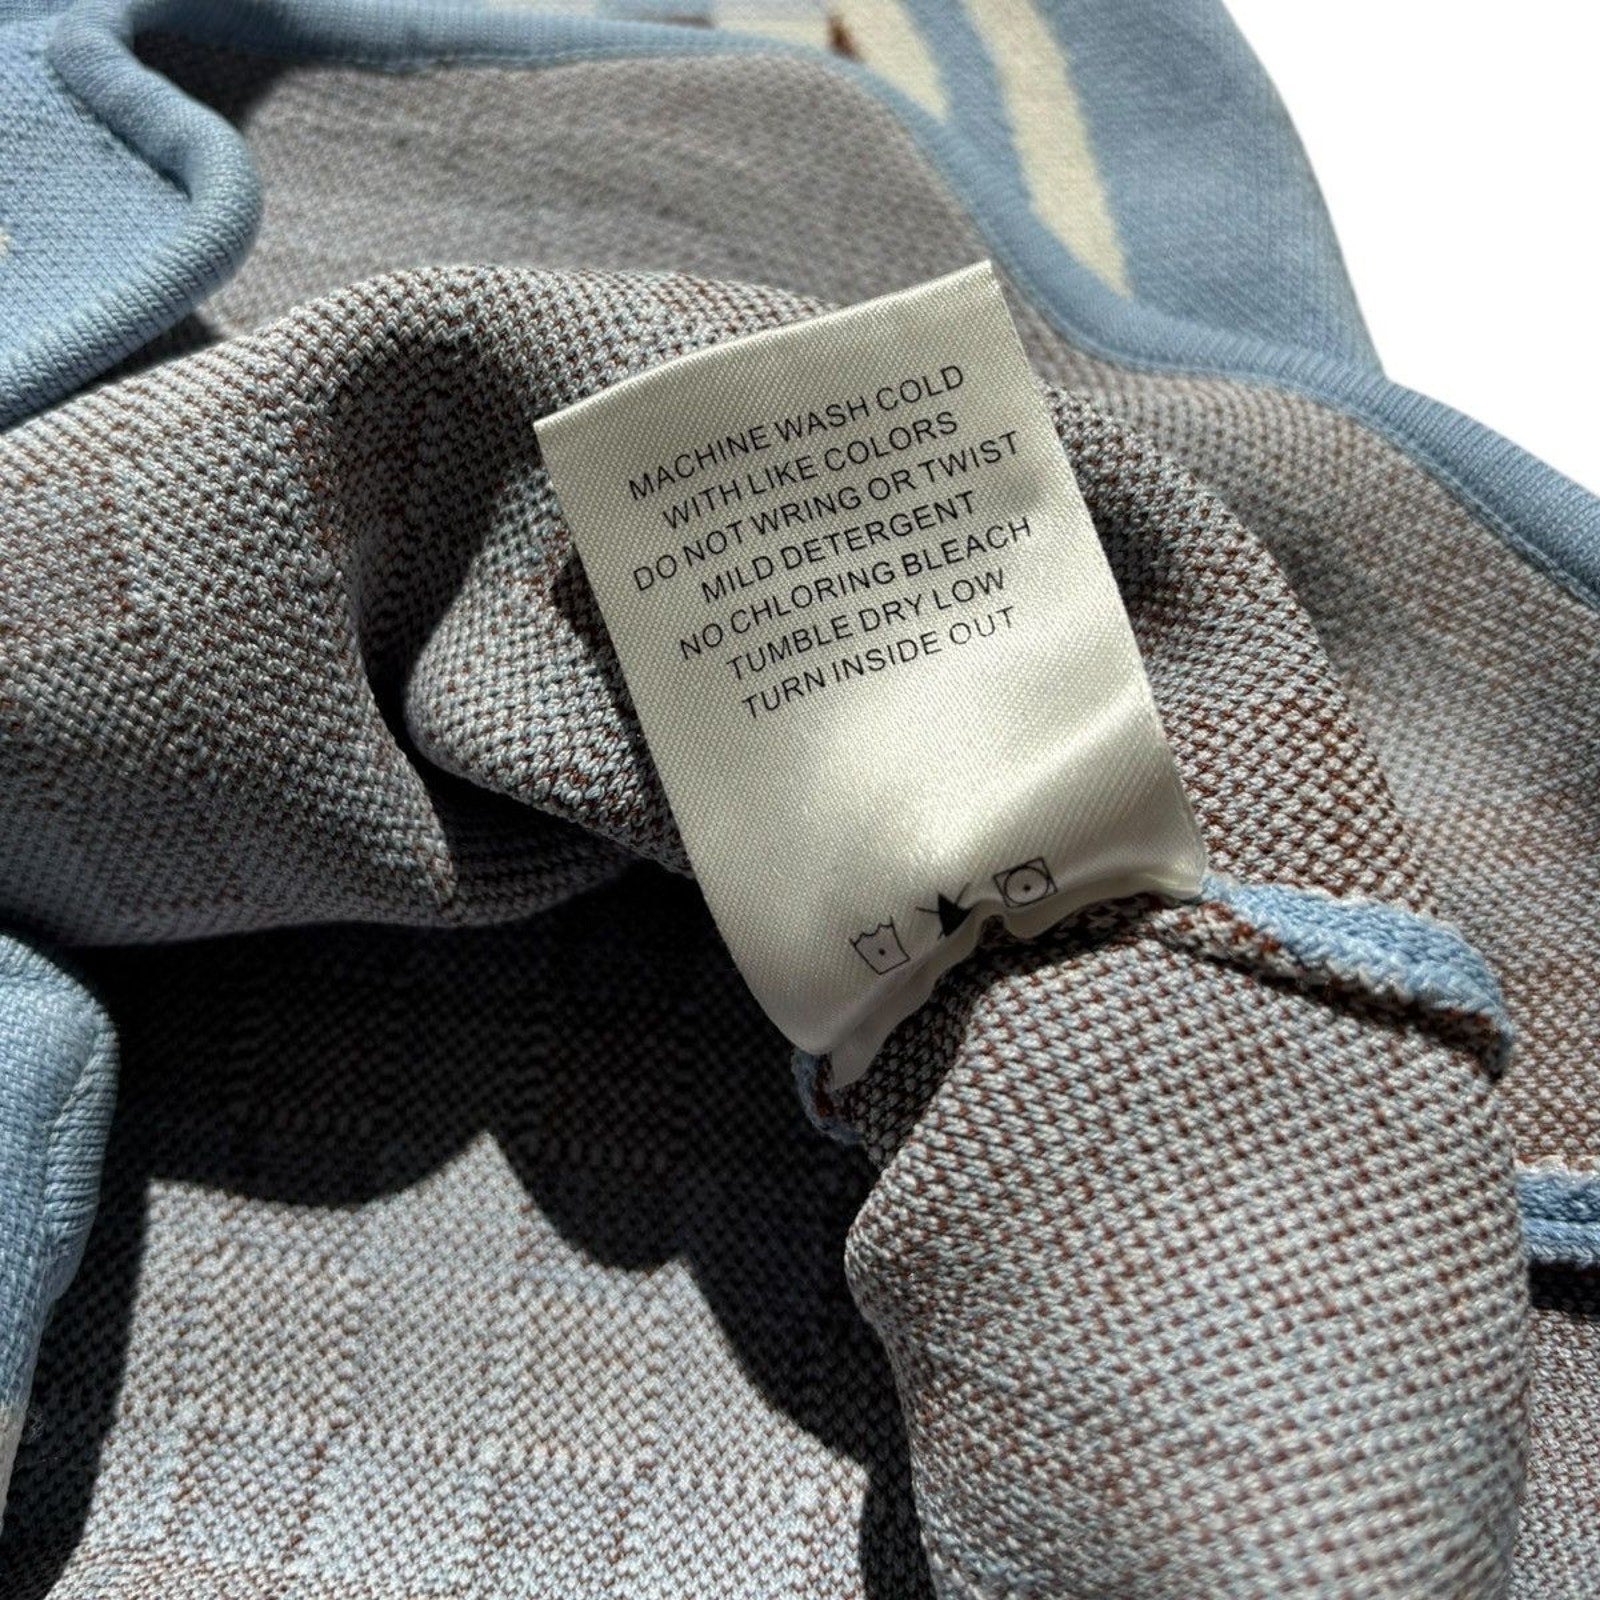 MACHINE WASH COLD
WITH LIKE COLORS
DO NOT WRING OR TWIST
MILD DETERGENT
NO CHLORING BLEACH
TUMBLE DRY LOW
TURN INSIDE OUT